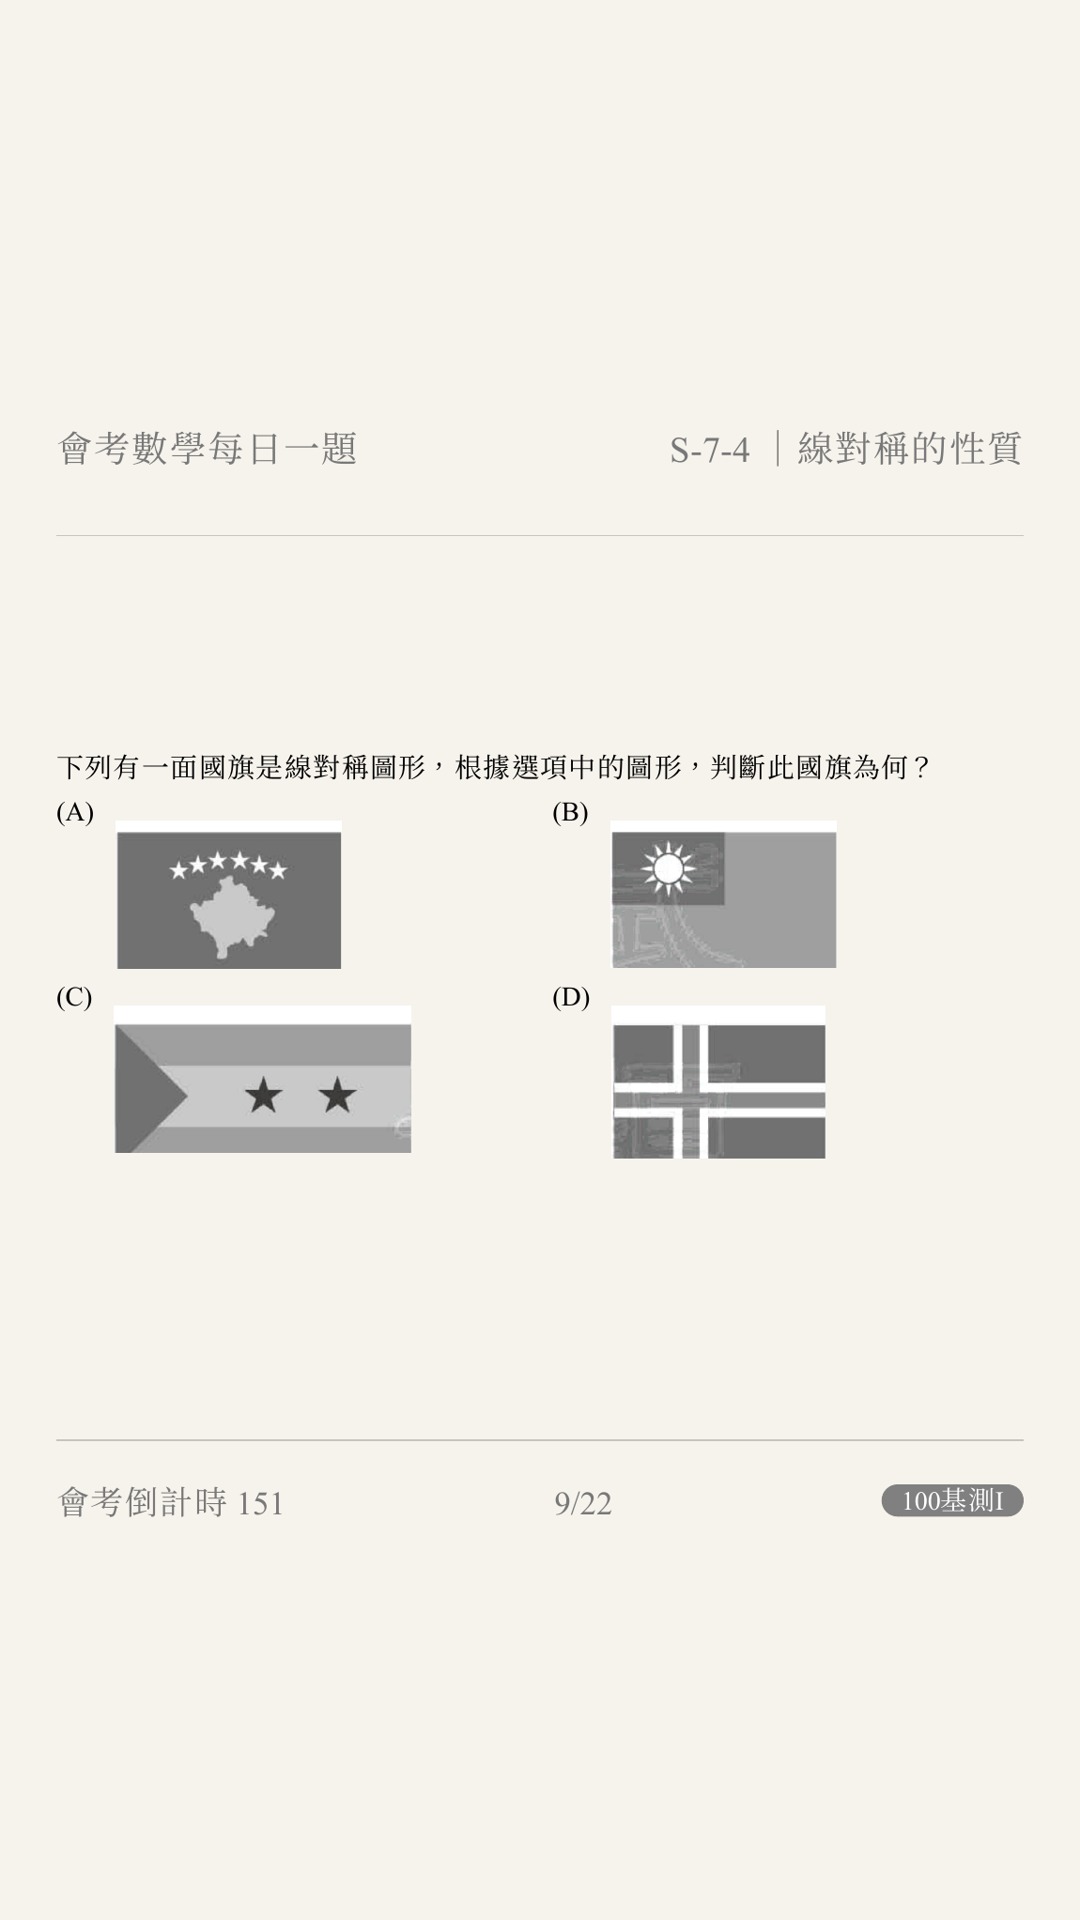 會考數學每日一題
S-7-4 | 線對稱的性質
下列有一面國旗是線對稱圖形，根據選項中的圖形，判斷此國旗為何？
(A)
(B)
(C)
(D)
會考倒計時 151
9/22
100基測I